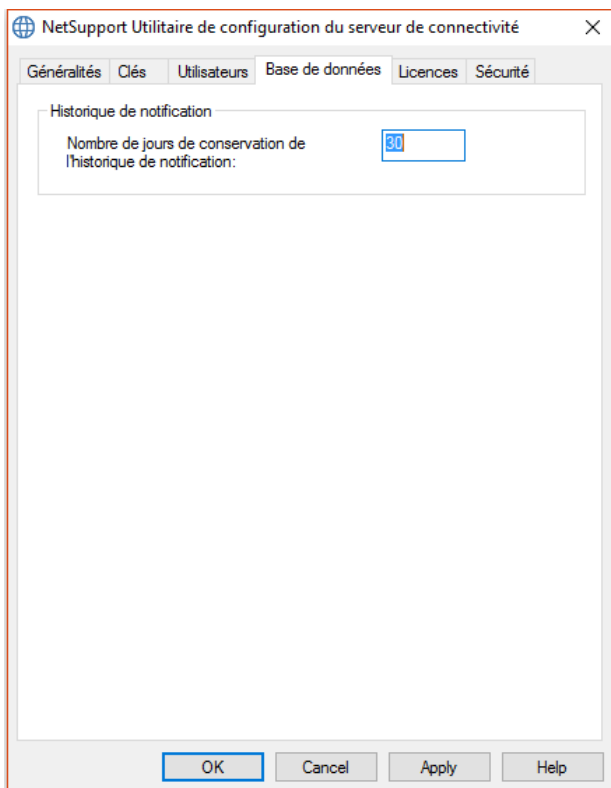 NetSupport Utilitaire de configuration du serveur de connectivité
Généralités Clés Utilisateurs Base de données Licences Sécurité
Historique de notification
Nombre de jours de conservation de
l'historique de notification:
30
OK Cancel Apply Help